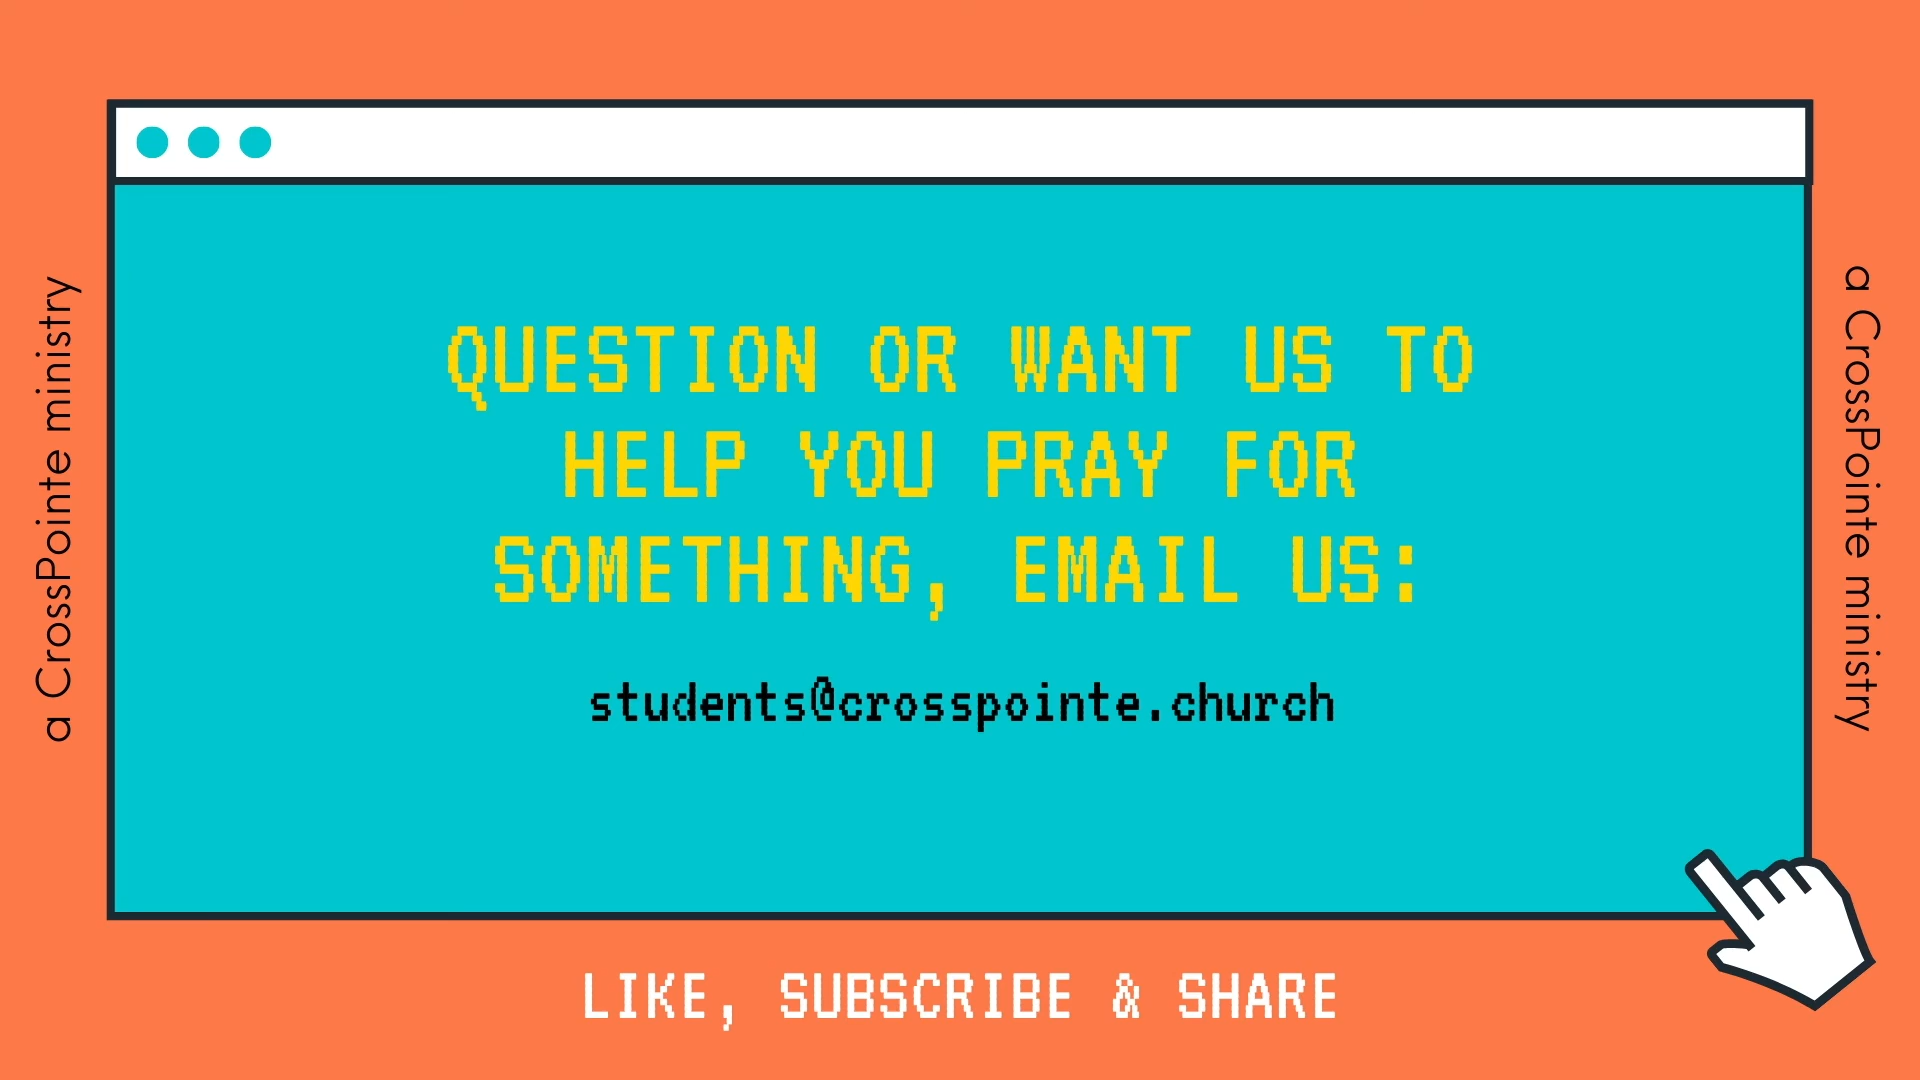 QUESTION OR WANT US TO
HELP YOU PRAY FOR
SOMETHING, EMAIL US:
students@crosspointe.church
a CrossPointe ministry
a CrossPointe ministry
LIKE, SUBSCRIBE & SHARE